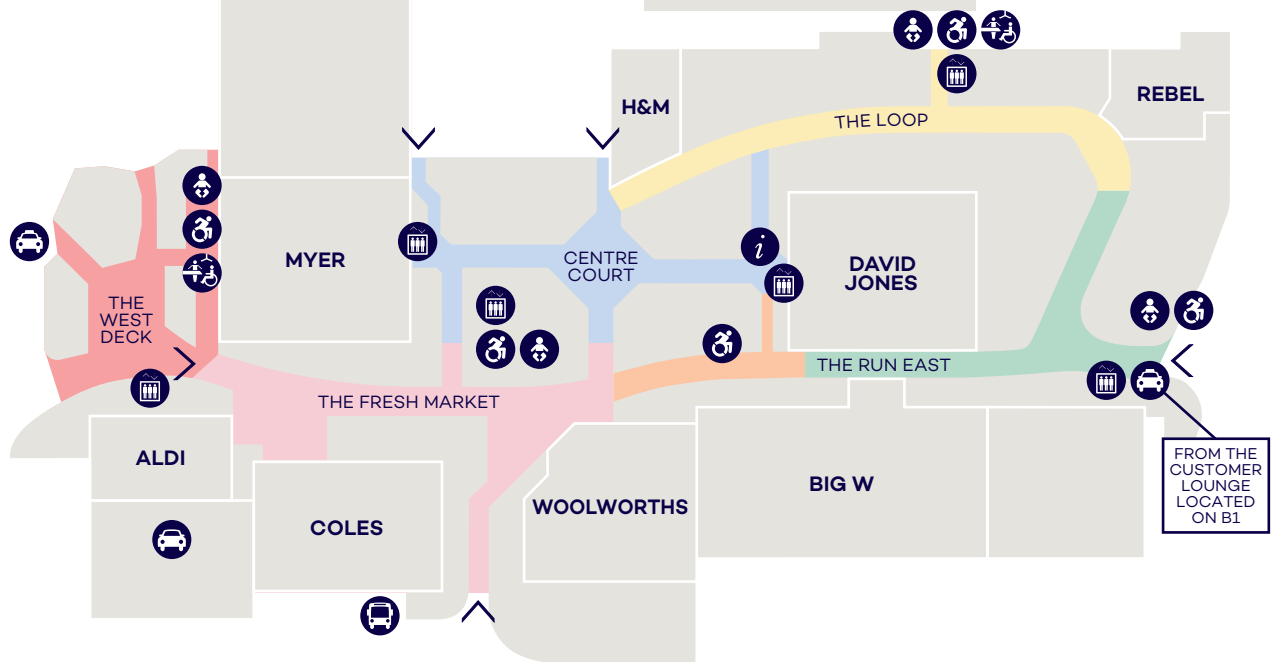 H&M
REBEL
THE LOOP
MYER
CENTRE
COURT
i
DAVID
JONES
THE
WEST
DECK
THE RUN EAST
THE FRESH MARKET
ALDI
COLES
WOOLWORTHS
BIG W
FROM THE
CUSTOMER
LOUNGE
LOCATED
ON B1